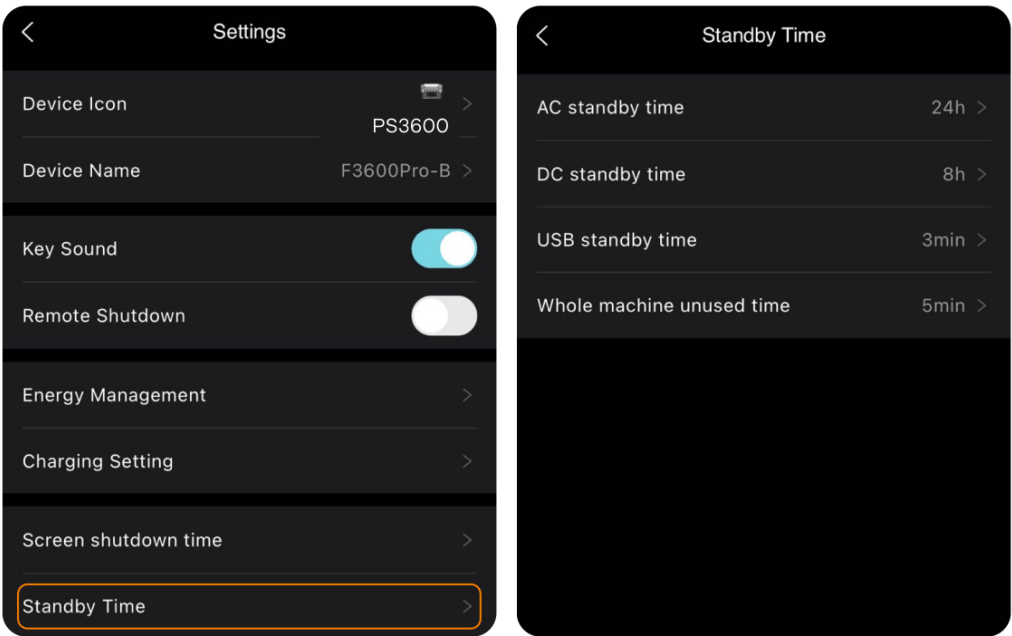 Settings
Device Icon
PS3600
Device Name F3600Pro-B
Key Sound
Remote Shutdown
Energy Management
Charging Setting
Screen shutdown time
Standby Time
Standby Time
AC standby time 24h
DC standby time 8h
USB standby time 3min
Whole machine unused time 5min